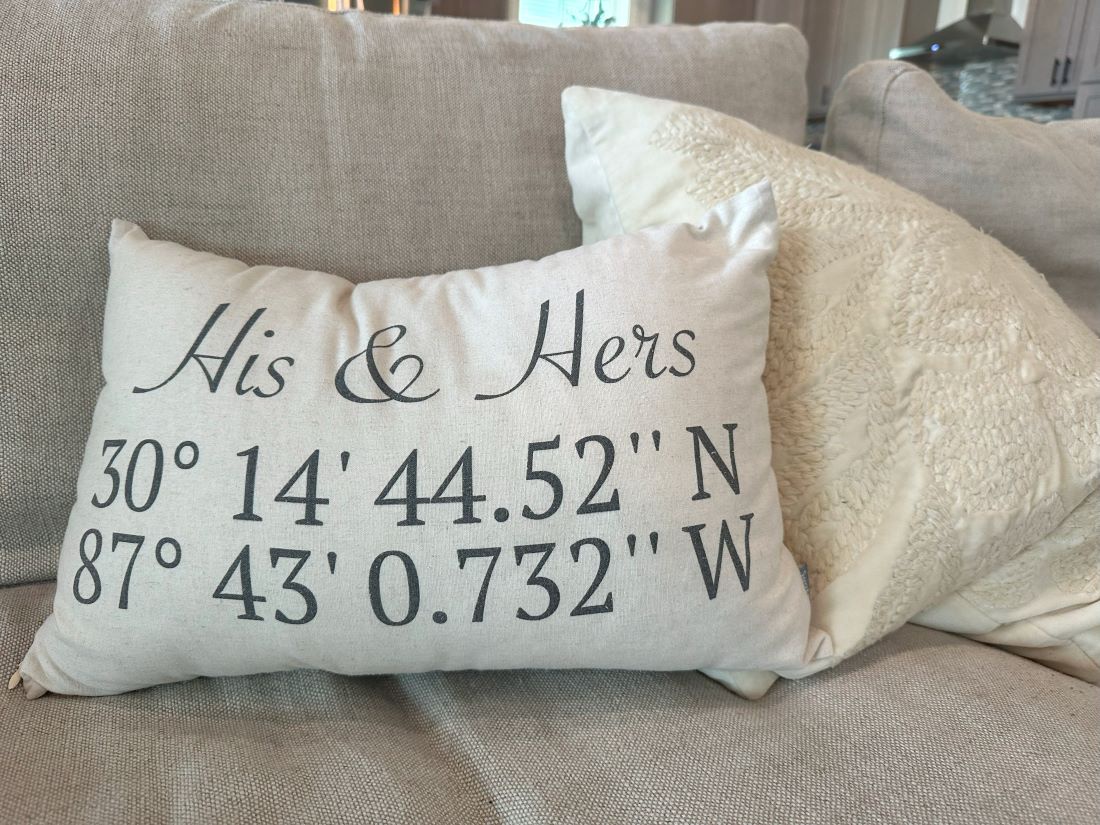 His & Hers
30° 14' 44.52'' N
87° 43' 0.732'' W